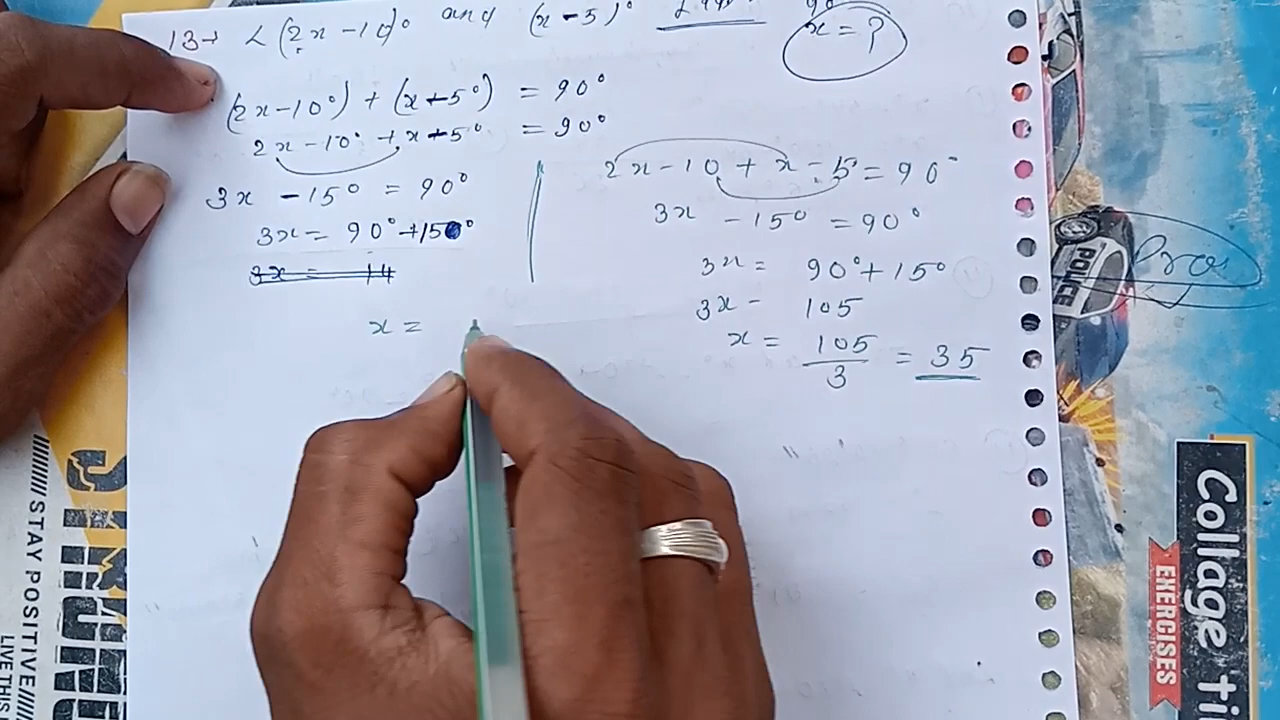 13→ ∠(2x-10)° and (x-5)° 90°
x=?
(2x-10°) + (x-5°) = 90°
2x-10° + x-5° = 90°
3x -15° = 90°
3x = 90° +15°
3x = 14
x =
2x-10 + x-5° = 90°
3x -15° = 90°
3x = 90°+15°
3x - 105
x = 105/3 = 35
POLICE
Collage ti
EXERCISES
STAY POSITIVE